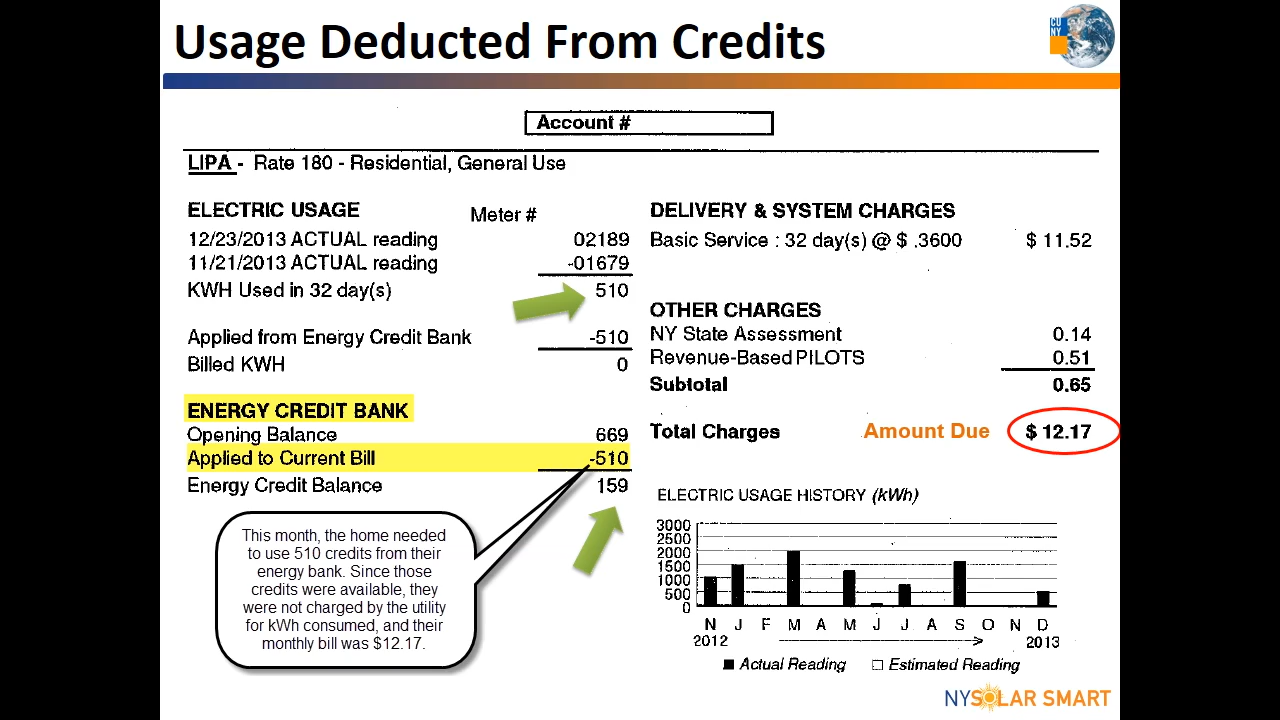 Usage Deducted From Credits
CU
NY
Account #
LIPA - Rate 180 - Residential, General Use
ELECTRIC USAGE Meter #
12/23/2013 ACTUAL reading 02189
11/21/2013 ACTUAL reading -01679
KWH Used in 32 day(s) 510
Applied from Energy Credit Bank -510
Billed KWH 0
ENERGY CREDIT BANK
Opening Balance 669
Applied to Current Bill -510
Energy Credit Balance 159
This month, the home needed
to use 510 credits from their
energy bank. Since those
credits were available, they
were not charged by the utility
for kWh consumed, and their
monthly bill was $12.17.
DELIVERY & SYSTEM CHARGES
Basic Service : 32 day(s) @ $ .3600 $ 11.52
OTHER CHARGES
NY State Assessment 0.14
Revenue-Based PILOTS 0.51
Subtotal 0.65
Total Charges Amount Due $ 12.17
ELECTRIC USAGE HISTORY (kWh)
3000
2500
2000
1500
1000
500
0
N J F M A M J J A S O N D
2012 2013
Actual Reading Estimated Reading
NYSOLAR SMART